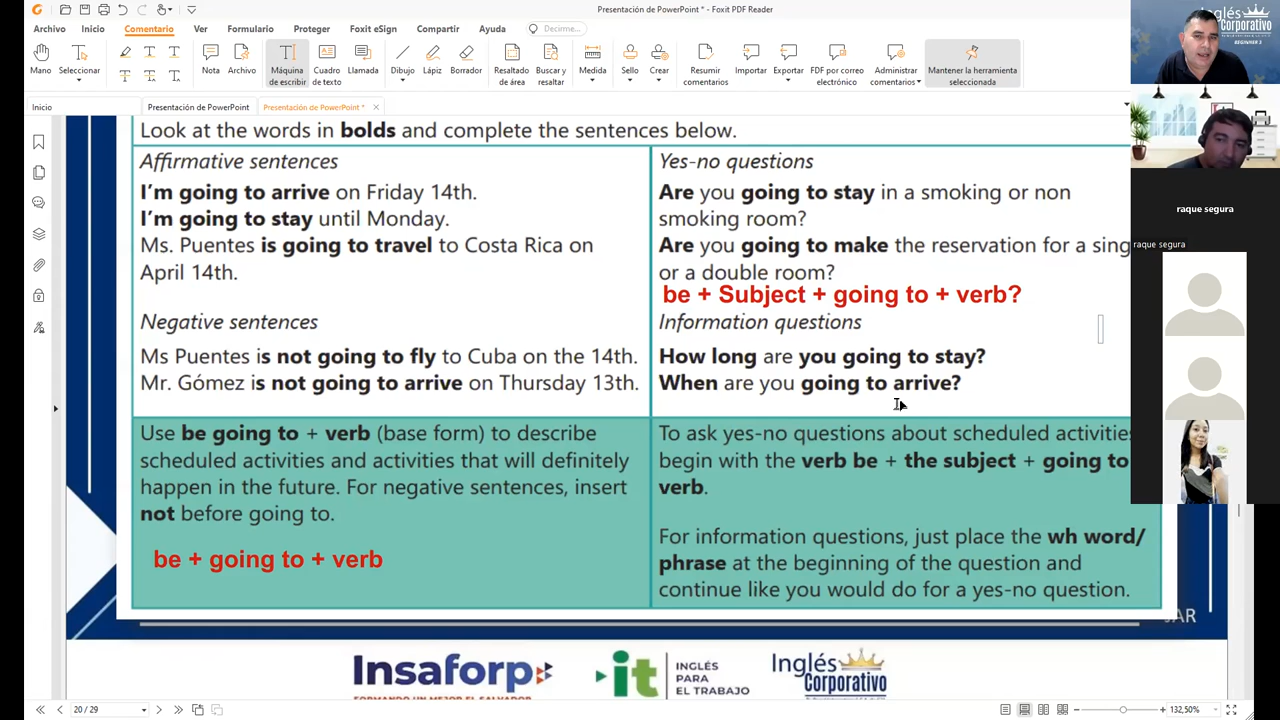 Presentación de PowerPoint * - Foxit PDF Reader
Archivo Inicio Comentario Ver Formulario Proteger Foxit eSign Compartir Ayuda Decirme...
Mano Seleccionar Nota Archivo Máquina de escribir Cuadro de texto Llamada Dibujo Lápiz Borrador Resaltado de área Buscar y resaltar Medida Sello Crear Resumir comentarios Importar Exportar FDF por correo electrónico Administrar comentarios Mantener la herramienta seleccionada
Inicio Presentación de PowerPoint Presentación de PowerPoint *
Look at the words in bolds and complete the sentences below.
Affirmative sentences
I'm going to arrive on Friday 14th.
I'm going to stay until Monday.
Ms. Puentes is going to travel to Costa Rica on
April 14th.
Negative sentences
Ms Puentes is not going to fly to Cuba on the 14th.
Mr. Gómez is not going to arrive on Thursday 13th.
Yes-no questions
Are you going to stay in a smoking or non
smoking room?
Are you going to make the reservation for a sing
or a double room?
be + Subject + going to + verb?
Information questions
How long are you going to stay?
When are you going to arrive?
Use be going to + verb (base form) to describe
scheduled activities and activities that will definitely
happen in the future. For negative sentences, insert
not before going to.
be + going to + verb
To ask yes-no questions about scheduled activities
begin with the verb be + the subject + going to
verb.
For information questions, just place the wh word/
phrase at the beginning of the question and
continue like you would do for a yes-no question.
JAR
Insaforp
FORMANDO UN MEJOR EL SALVADOR
it
INGLÉS
PARA
EL TRABAJO
Inglés
Corporativo
20 / 29
132,50%
Inglés
Corporativo
BEGINNER 2
raque segura
raque segura